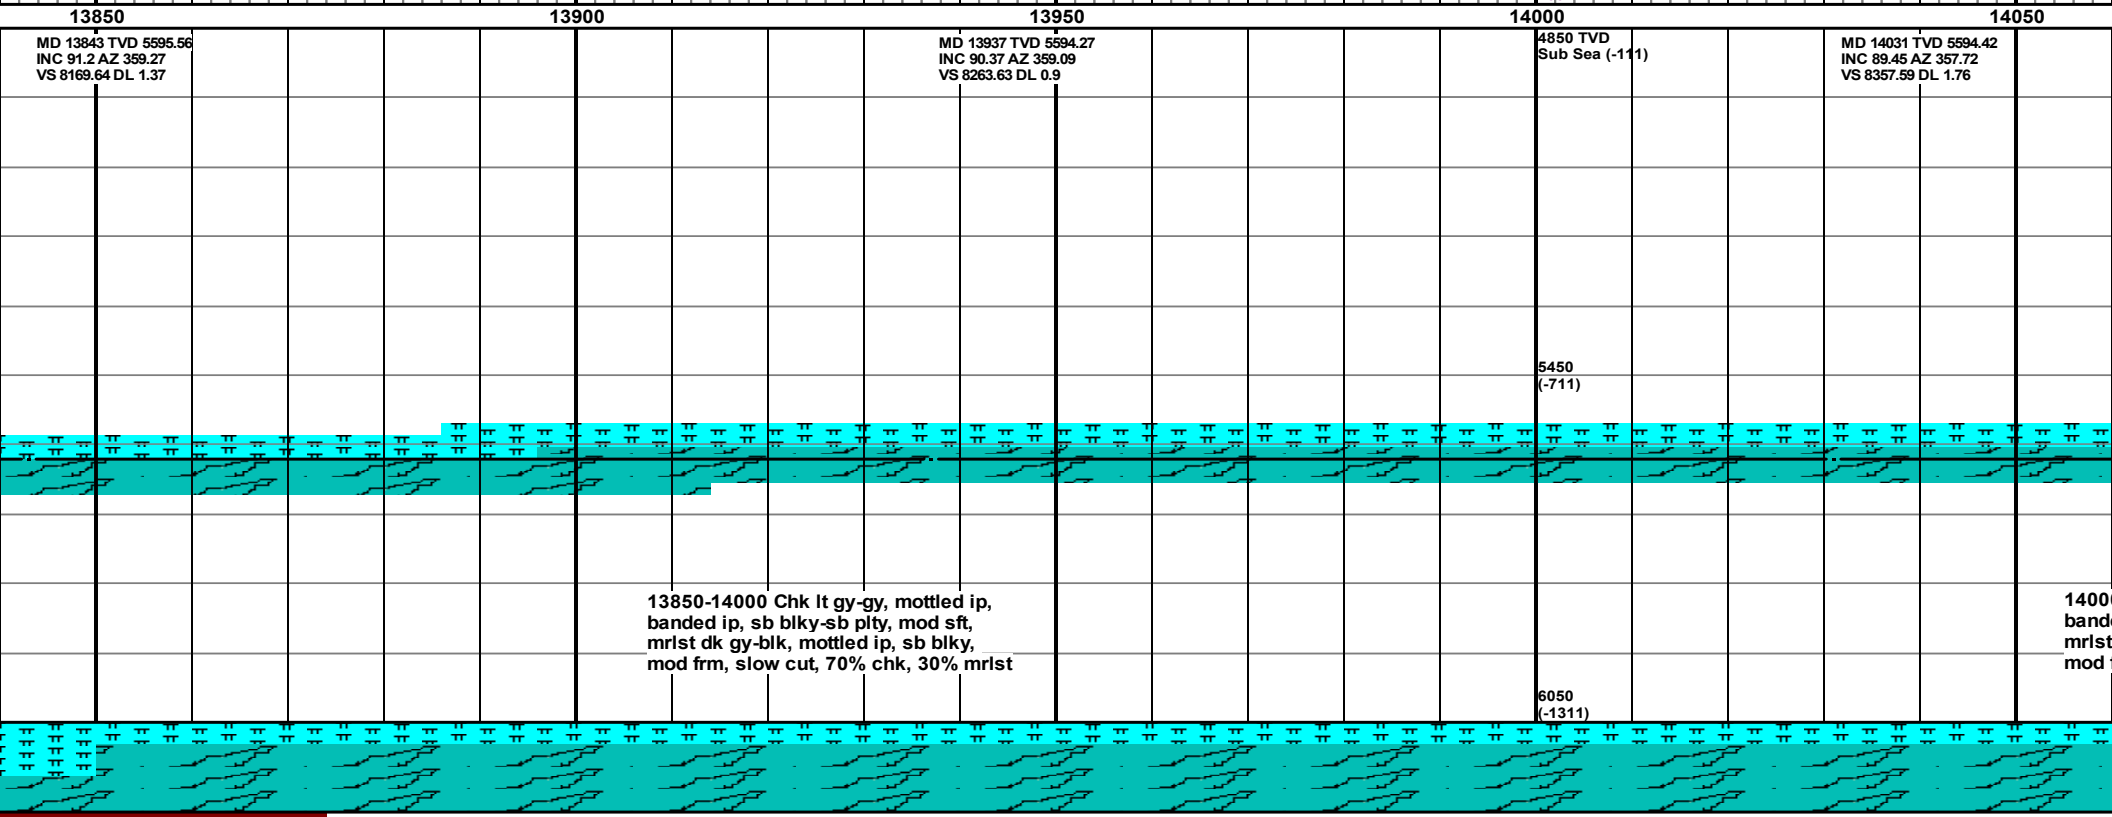 13850 13900 13950 14000 14050
MD 13843 TVD 5595.56
INC 91.2 AZ 359.27
VS 8169.64 DL 1.37
MD 13937 TVD 5594.27
INC 90.37 AZ 359.09
VS 8263.63 DL 0.9
4850 TVD
Sub Sea (-111)
MD 14031 TVD 5594.42
INC 89.45 AZ 357.72
VS 8357.59 DL 1.76
5450
(-711)
13850-14000 Chk lt gy-gy, mottled ip,
banded ip, sb blky-sb plty, mod sft,
mrlst dk gy-blk, mottled ip, sb blky,
mod frm, slow cut, 70% chk, 30% mrlst
1400
band
mrlst
mod
6050
(-1311)